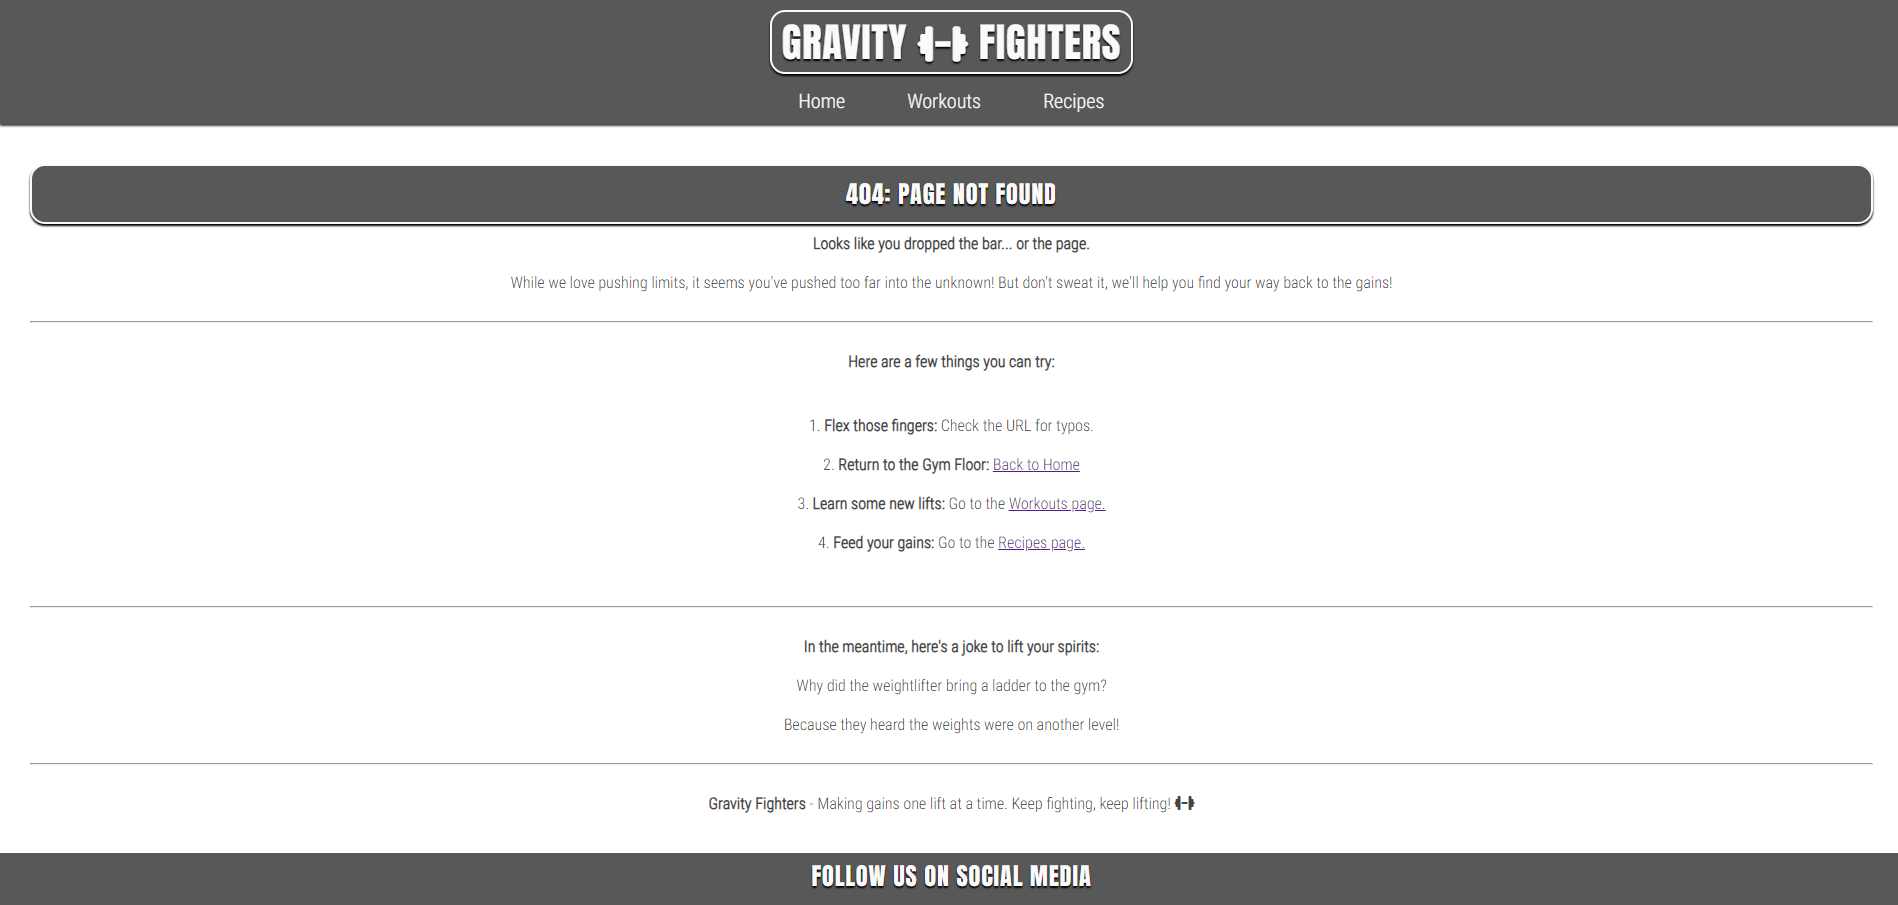 GRAVITY FIGHTERS
Home Workouts Recipes
404: PAGE NOT FOUND
Looks like you dropped the bar... or the page.
While we love pushing limits, it seems you've pushed too far into the unknown! But don't sweat it, we'll help you find your way back to the gains!
Here are a few things you can try:
1. Flex those fingers: Check the URL for typos.
2. Return to the Gym Floor: Back to Home
3. Learn some new lifts: Go to the Workouts page.
4. Feed your gains: Go to the Recipes page.
In the meantime, here's a joke to lift your spirits:
Why did the weightlifter bring a ladder to the gym?
Because they heard the weights were on another level!
Gravity Fighters - Making gains one lift at a time. Keep fighting, keep lifting!
FOLLOW US ON SOCIAL MEDIA